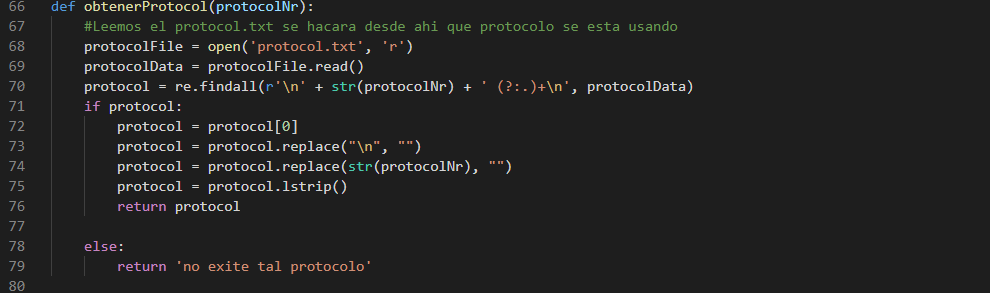 66 def obtenerProtocol(protocolNr):
67     #Leemos el protocol.txt se hacara desde ahi que protocolo se esta usando
68     protocolFile = open('protocol.txt', 'r')
69     protocolData = protocolFile.read()
70     protocol = re.findall(r'\n' + str(protocolNr) + ' (?:.)+\n', protocolData)
71     if protocol:
72         protocol = protocol[0]
73         protocol = protocol.replace("\n", "")
74         protocol = protocol.replace(str(protocolNr), "")
75         protocol = protocol.lstrip()
76         return protocol
77
78     else:
79         return 'no exite tal protocolo'
80